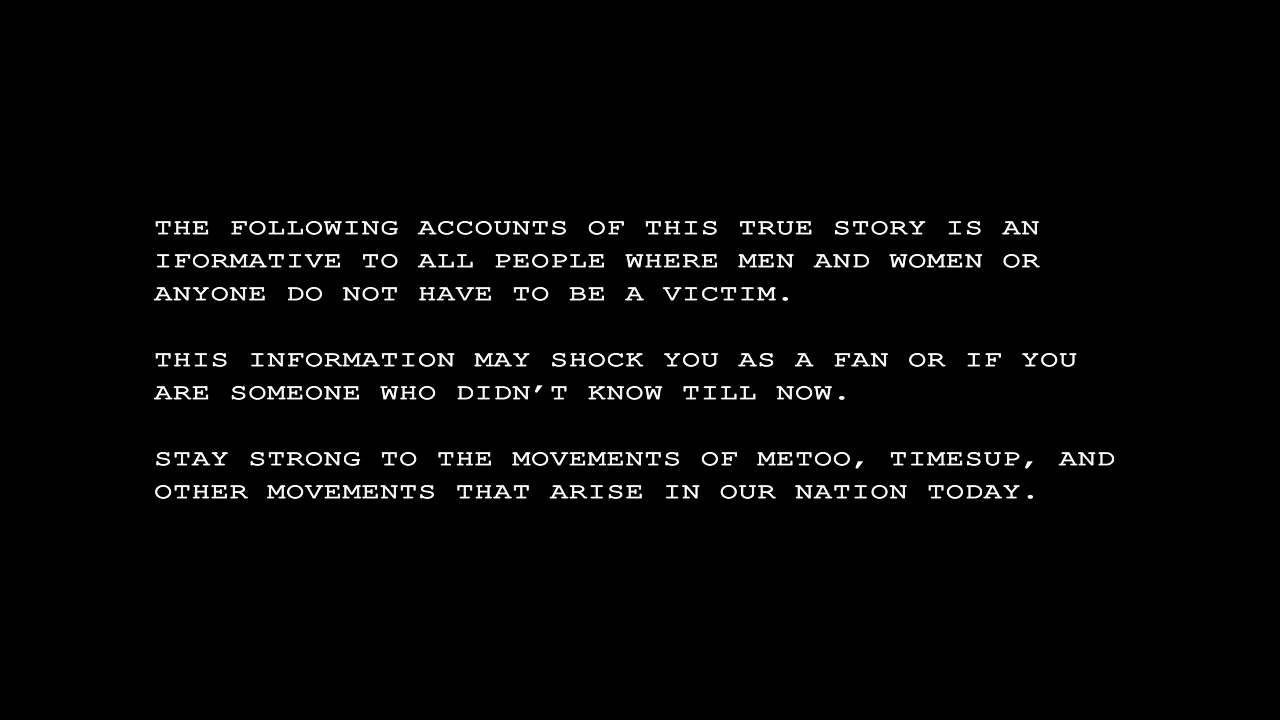 THE FOLLOWING ACCOUNTS OF THIS TRUE STORY IS AN
IFORMATIVE TO ALL PEOPLE WHERE MEN AND WOMEN OR
ANYONE DO NOT HAVE TO BE A VICTIM.
THIS INFORMATION MAY SHOCK YOU AS A FAN OR IF YOU
ARE SOMEONE WHO DIDN’T KNOW TILL NOW.
STAY STRONG TO THE MOVEMENTS OF METOO, TIMESUP, AND
OTHER MOVEMENTS THAT ARISE IN OUR NATION TODAY.